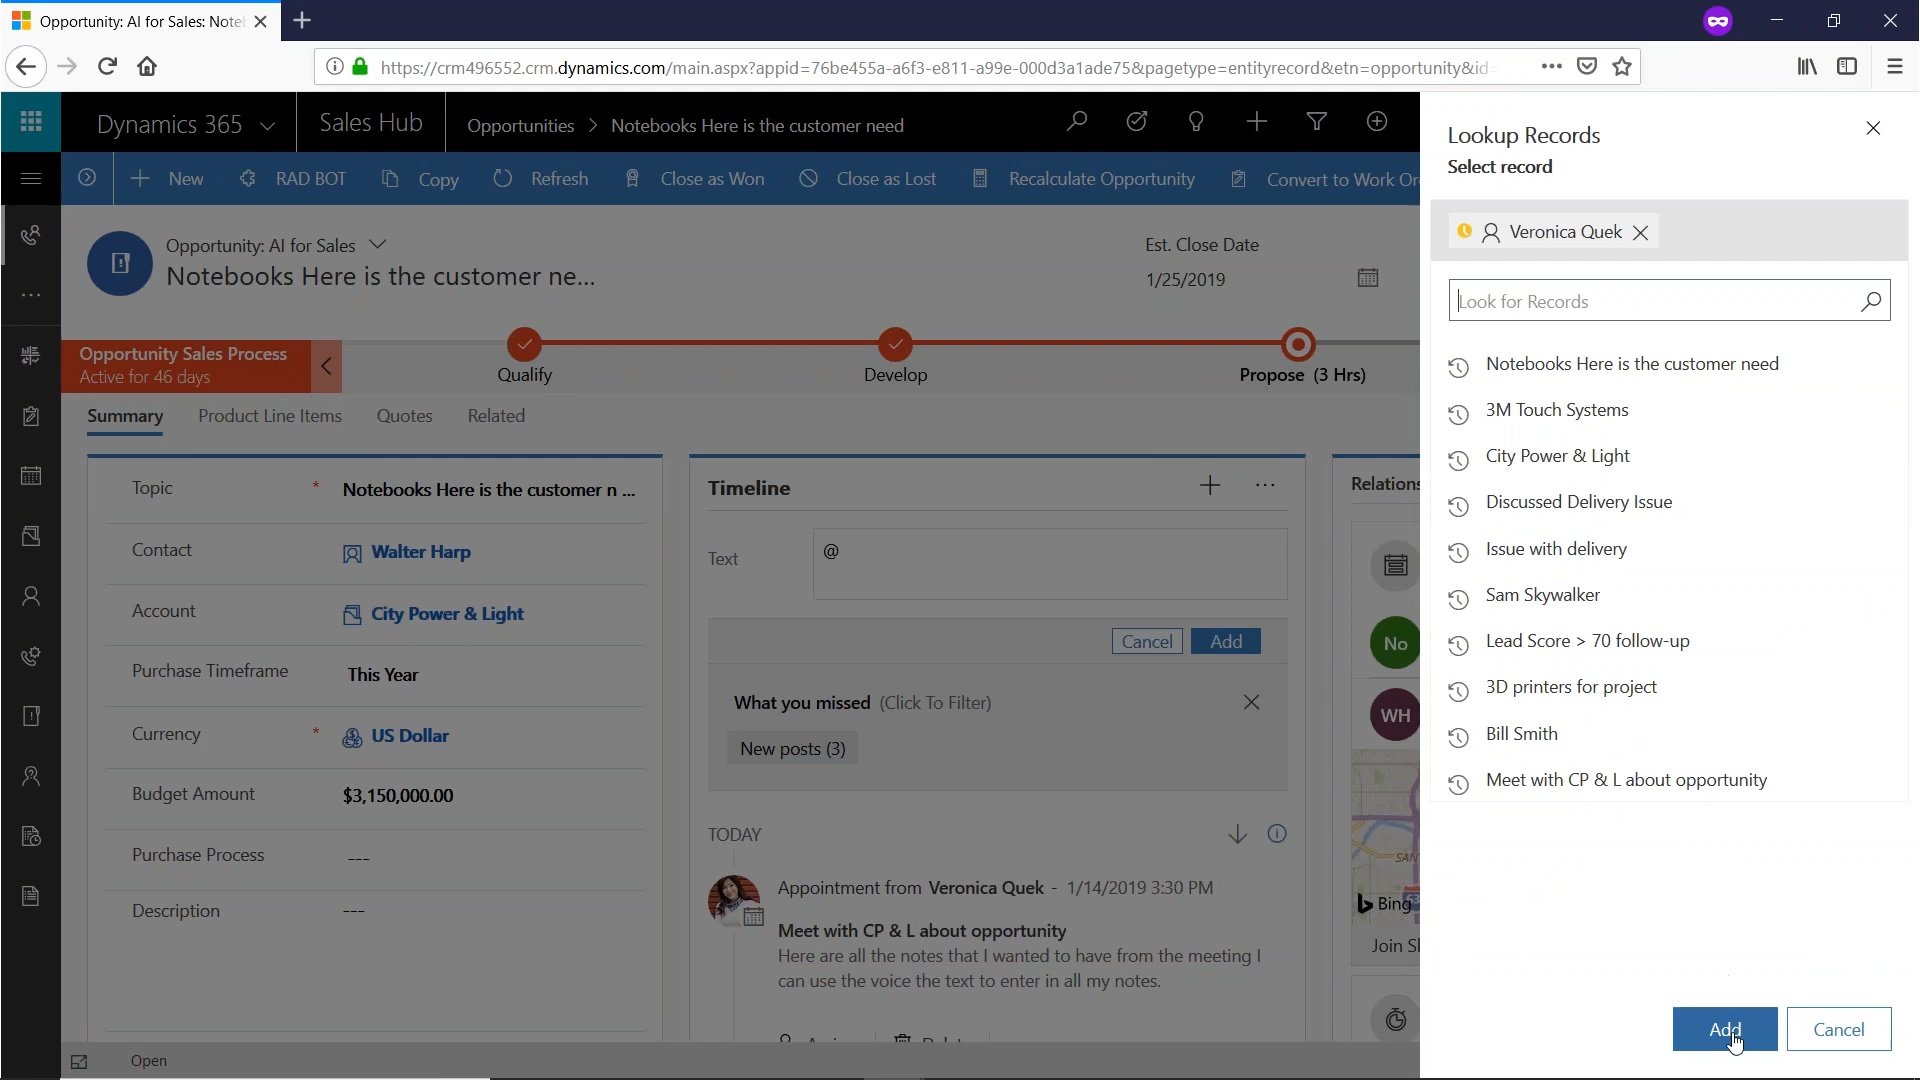 Opportunity: AI for Sales: Note
https://crm496552.crm.dynamics.com/main.aspx?appid=76be455a-a6f3-e811-a99e-000d3a1ade75&pagetype=entityrecord&etn=opportunity&id=
Dynamics 365
Sales Hub
Opportunities > Notebooks Here is the customer need
New
RAD BOT
Copy
Refresh
Close as Won
Close as Lost
Recalculate Opportunity
Convert to Work Or
Opportunity: AI for Sales
Notebooks Here is the customer ne...
Est. Close Date
1/25/2019
Opportunity Sales Process
Active for 46 days
Qualify
Develop
Propose (3 Hrs)
Summary
Product Line Items
Quotes
Related
Topic * Notebooks Here is the customer n ...
Contact Walter Harp
Account City Power & Light
Purchase Timeframe This Year
Currency * US Dollar
Budget Amount $3,150,000.00
Purchase Process ---
Description ---
Timeline
Text @
Cancel
Add
What you missed (Click To Filter)
New posts (3)
TODAY
Appointment from Veronica Quek - 1/14/2019 3:30 PM
Meet with CP & L about opportunity
Here are all the notes that I wanted to have from the meeting I
can use the voice the text to enter in all my notes.
Relations
No
WH
Bing
Join Sk
Open
Lookup Records
Select record
Veronica Quek
Look for Records
Notebooks Here is the customer need
3M Touch Systems
City Power & Light
Discussed Delivery Issue
Issue with delivery
Sam Skywalker
Lead Score > 70 follow-up
3D printers for project
Bill Smith
Meet with CP & L about opportunity
Add
Cancel